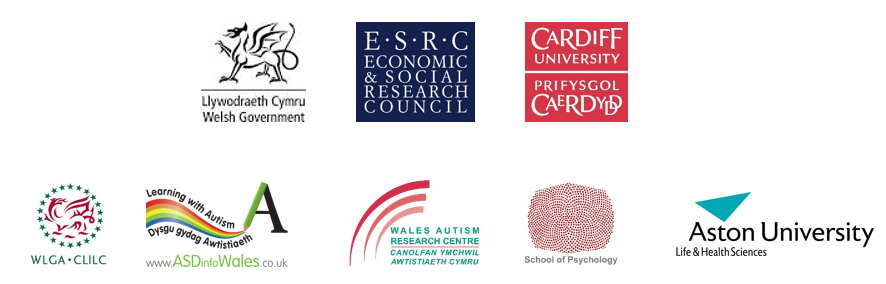 Llywodraeth Cymru
Welsh Government
E·S·R·C
ECONOMIC
& SOCIAL
RESEARCH
COUNCIL
CARDIFF
UNIVERSITY
PRIFYSGOL
CAERDYDD
WLGA•CLILC
Learning with Autism
Dysgu gydag Awtistiaeth
A
www.ASDinfoWales.co.uk
WALES AUTISM
RESEARCH CENTRE
CANOLFAN YMCHWIL
AWTISTIAETH CYMRU
School of Psychology
Aston University
Life & Health Sciences